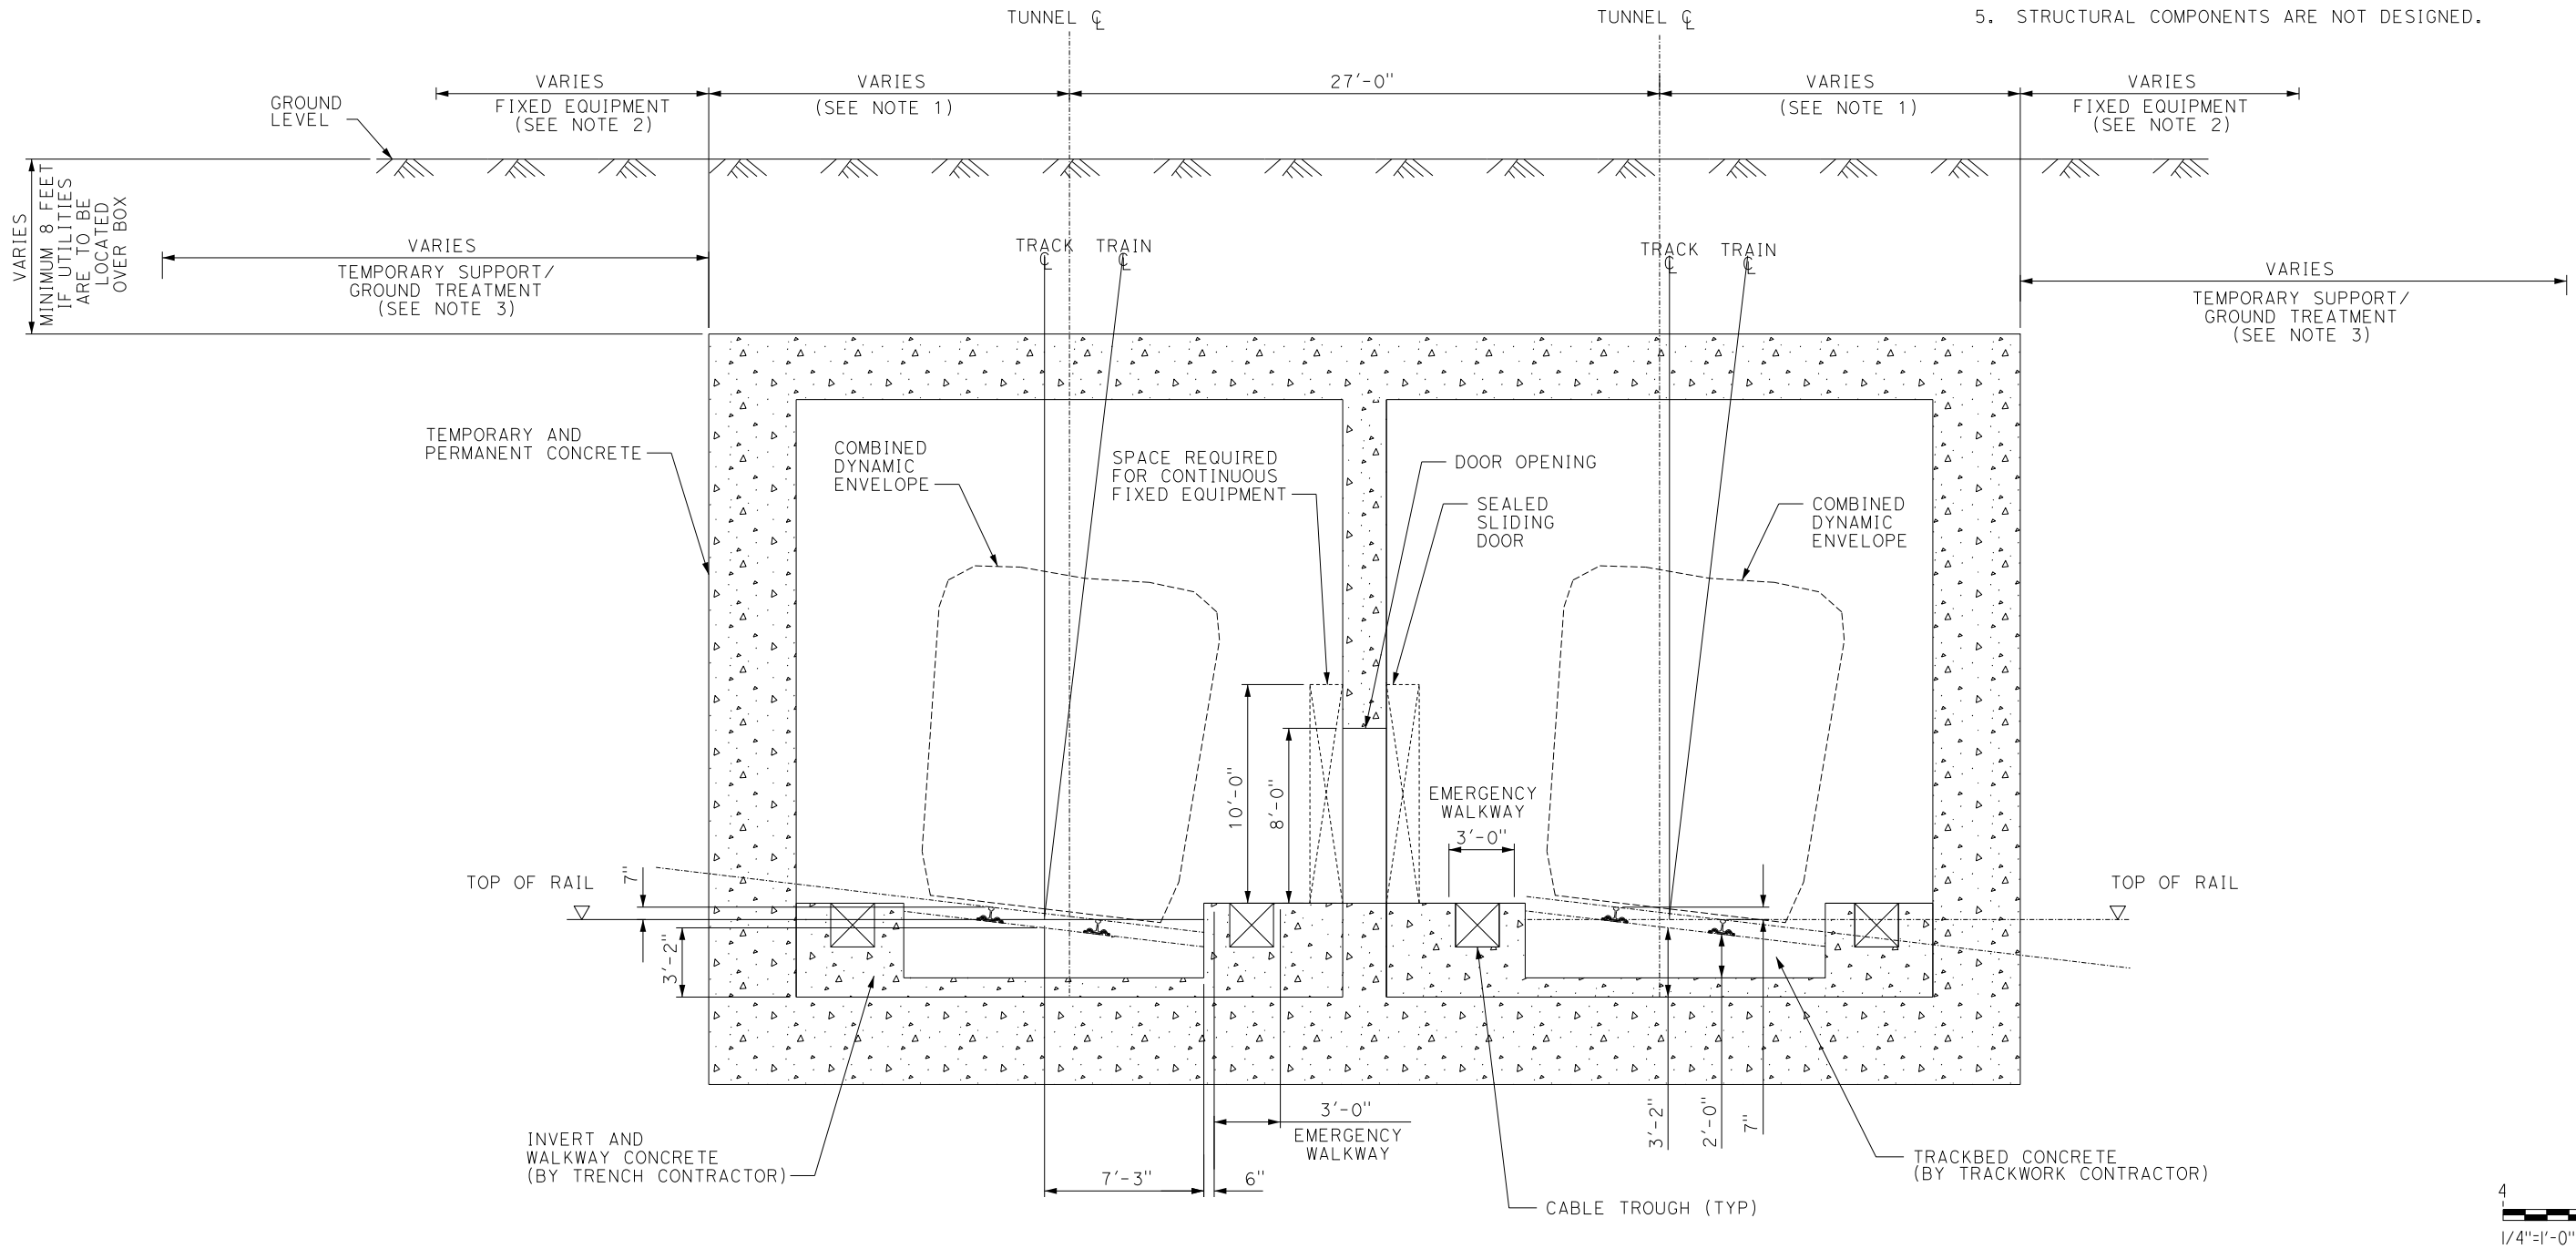 TUNNEL ℄
TUNNEL ℄
5. STRUCTURAL COMPONENTS ARE NOT DESIGNED.
VARIES
FIXED EQUIPMENT
(SEE NOTE 2)
VARIES
(SEE NOTE 1)
27'-0"
VARIES
(SEE NOTE 1)
VARIES
FIXED EQUIPMENT
(SEE NOTE 2)
GROUND
LEVEL
VARIES
MINIMUM 8 FEET
IF UTILITIES
ARE TO BE
LOCATED
OVER BOX
VARIES
TEMPORARY SUPPORT/
GROUND TREATMENT
(SEE NOTE 3)
TRACK
℄
TRAIN
℄
TRACK
℄
TRAIN
℄
VARIES
TEMPORARY SUPPORT/
GROUND TREATMENT
(SEE NOTE 3)
TEMPORARY AND
PERMANENT CONCRETE
COMBINED
DYNAMIC
ENVELOPE
SPACE REQUIRED
FOR CONTINUOUS
FIXED EQUIPMENT
DOOR OPENING
SEALED
SLIDING
DOOR
COMBINED
DYNAMIC
ENVELOPE
10'-0"
8'-0"
EMERGENCY
WALKWAY
3'-0"
TOP OF RAIL
7"
3'-2"
TOP OF RAIL
3'-0"
EMERGENCY
WALKWAY
7'-3"
6"
3'-2"
2'-0"
7"
INVERT AND
WALKWAY CONCRETE
(BY TRENCH CONTRACTOR)
TRACKBED CONCRETE
(BY TRACKWORK CONTRACTOR)
CABLE TROUGH (TYP)
4
1/4"=1'-0"